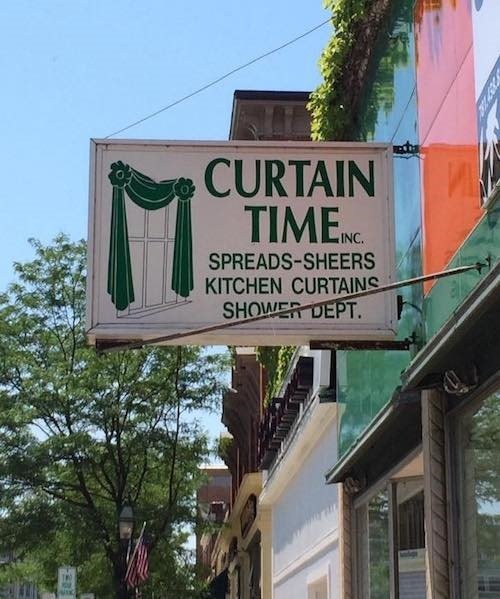 CURTAIN
TIME INC.
SPREADS-SHEERS
KITCHEN CURTAINS
SHOWER DEPT.